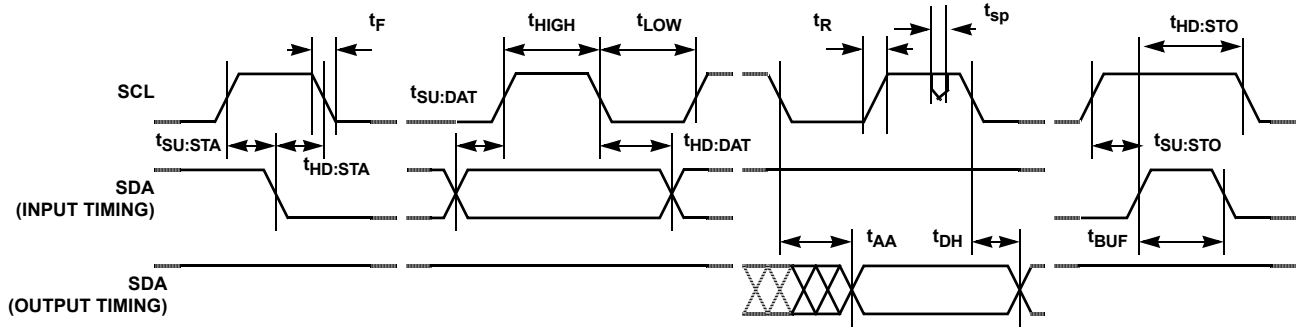 tF
tHIGH
tLOW
tR
tsp
tHD:STO
SCL
tSU:DAT
tSU:STA
tHD:STA
tHD:DAT
tSU:STO
SDA
(INPUT TIMING)
tAA
tDH
tBUF
SDA
(OUTPUT TIMING)